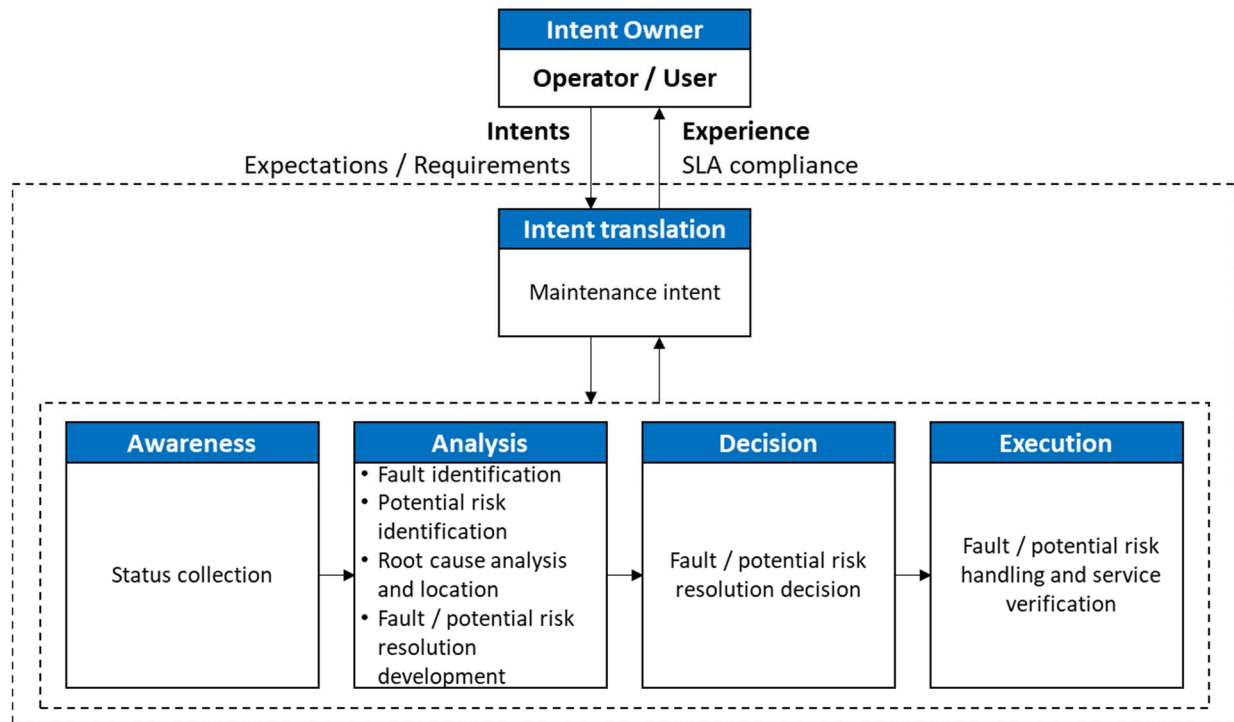 Intent Owner
Operator / User
Intents
Expectations / Requirements
Experience
SLA compliance
Intent translation
Maintenance intent
Awareness
Status collection
Analysis
• Fault identification
• Potential risk
identification
• Root cause analysis
and location
• Fault / potential risk
resolution
development
Decision
Fault / potential risk
resolution decision
Execution
Fault / potential risk
handling and service
verification